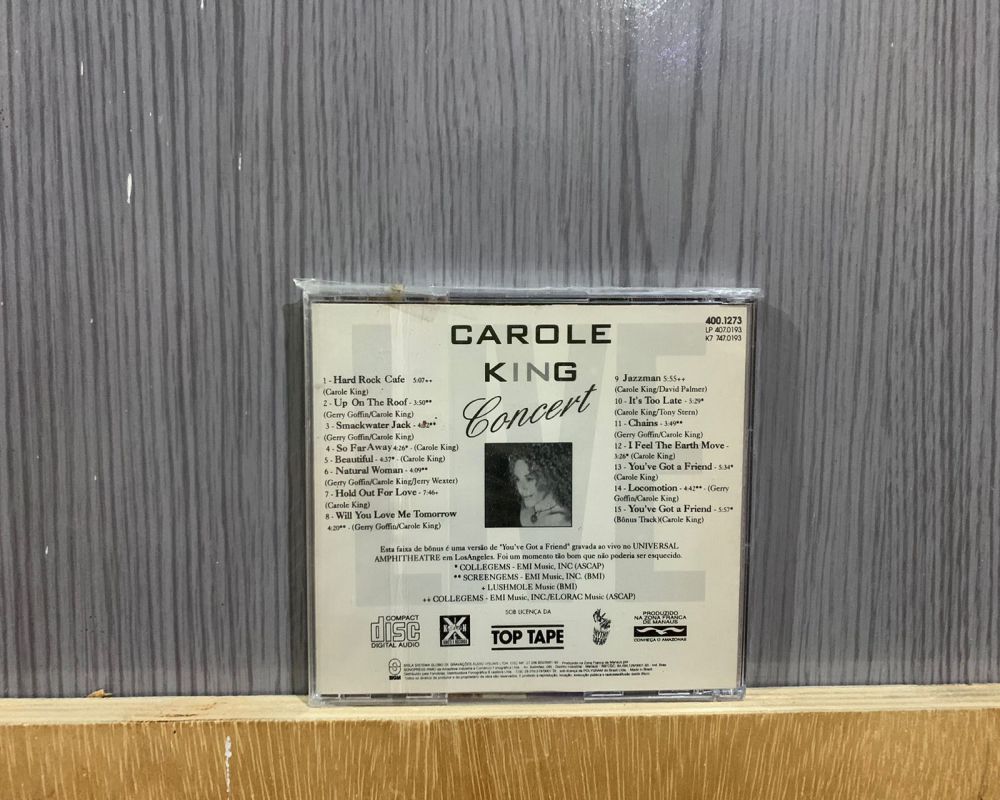 LIVE
400.1273
LP 407.0193
K7 747.0193
CAROLE
KING
Concert
1 - Hard Rock Cafe 5:07++
(Carole King)
2 - Up On The Roof - 3:50**
(Gerry Goffin/Carole King)
3 - Smackwater Jack -
(Gerry Goffin/Carole King)
4 - So Far Away 4:26* - (Carole King)
5 - Beautiful - 4:37* - (Carole King)
6 - Natural Woman - 4:09**
(Gerry Goffin/Carole King/Jerry Wexter)
7 - Hold Out For Love - 7:46+
(Carole King)
8 - Will You Love Me Tomorrow
4:20** - (Gerry Goffin/Carole King)
9 Jazzman 5:55++
(Carole King/David Palmer)
10 - It's Too Late - 5:29*
(Carole King/Tony Stern)
11 - Chains - 3:49**
(Gerry Goffin/Carole King)
12 - I Feel The Earth Move -
3:26* (Carole King)
13 - You've Got a Friend - 5:34*
(Carole King)
14 - Locomotion - 4:42** - (Gerry
Goffin/Carole King)
15 - You've Got a Friend - 5:57*
(Bônus Track)(Carole King)
Esta faixa de bônus é uma versão de "You've Got a Friend" gravada ao vivo no UNIVERSAL
AMPHITHEATRE em LosAngeles. Foi um momento tão bom que não poderia ser esquecido.
* COLLEGEMS - EMI Music, INC (ASCAP)
** SCREENGEMS - EMI Music, INC. (BMI)
+ LUSHMOLE Music (BMI)
++ COLLEGEMS - EMI Music, INC./ELORAC Music (ASCAP)
COMPACT
disc
DIGITAL AUDIO
SOB LICENÇA DA
TOP TAPE
PRODUZIDO
NA ZONA FRANCA
DE MANAUS
CONHEÇA O AMAZONAS